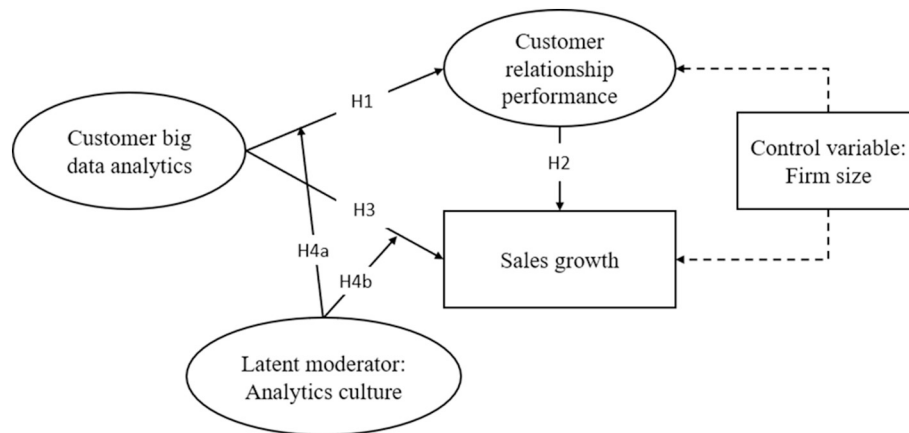 Customer
relationship
performance
H1
Customer big
data analytics
Control variable:
Firm size
H2
H3
H4a
H4b
Sales growth
Latent moderator:
Analytics culture